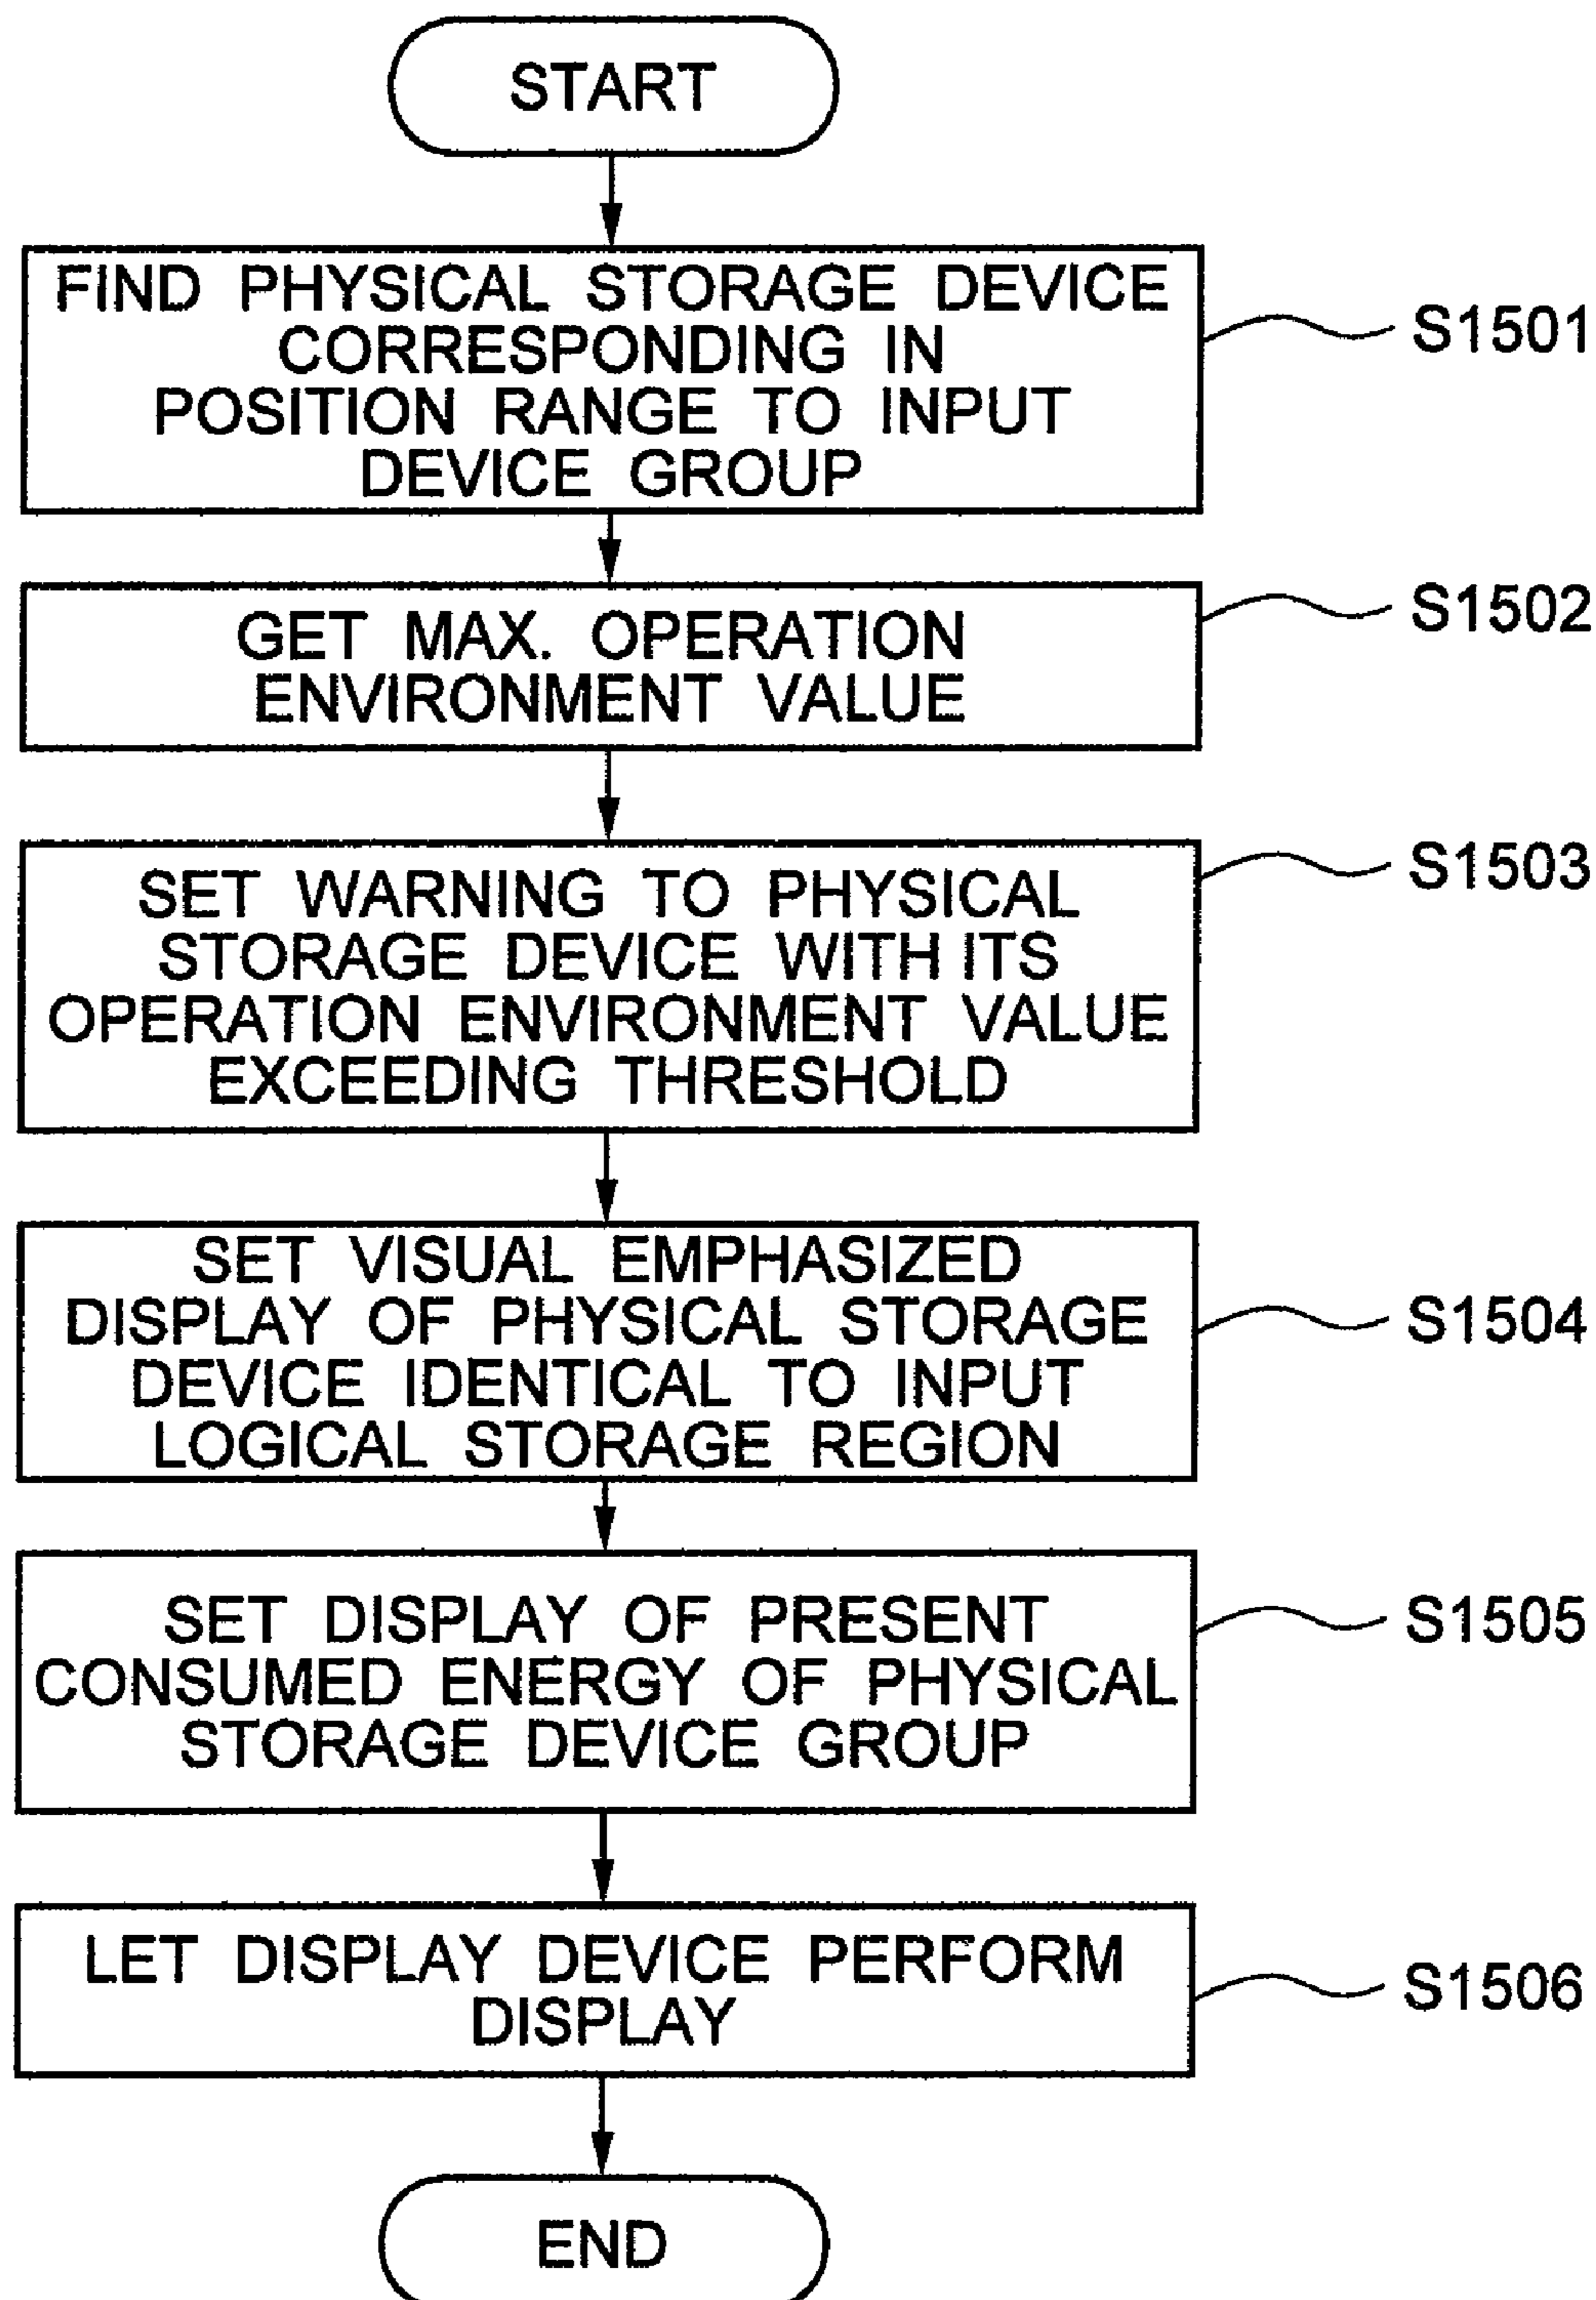 START
FIND PHYSICAL STORAGE DEVICE
CORRESPONDING IN
POSITION RANGE TO INPUT
DEVICE GROUP
S1501
GET MAX. OPERATION
ENVIRONMENT VALUE
S1502
SET WARNING TO PHYSICAL
STORAGE DEVICE WITH ITS
OPERATION ENVIRONMENT VALUE
EXCEEDING THRESHOLD
S1503
SET VISUAL EMPHASIZED
DISPLAY OF PHYSICAL STORAGE
DEVICE IDENTICAL TO INPUT
LOGICAL STORAGE REGION
S1504
SET DISPLAY OF PRESENT
CONSUMED ENERGY OF PHYSICAL
STORAGE DEVICE GROUP
S1505
LET DISPLAY DEVICE PERFORM
DISPLAY
S1506
END